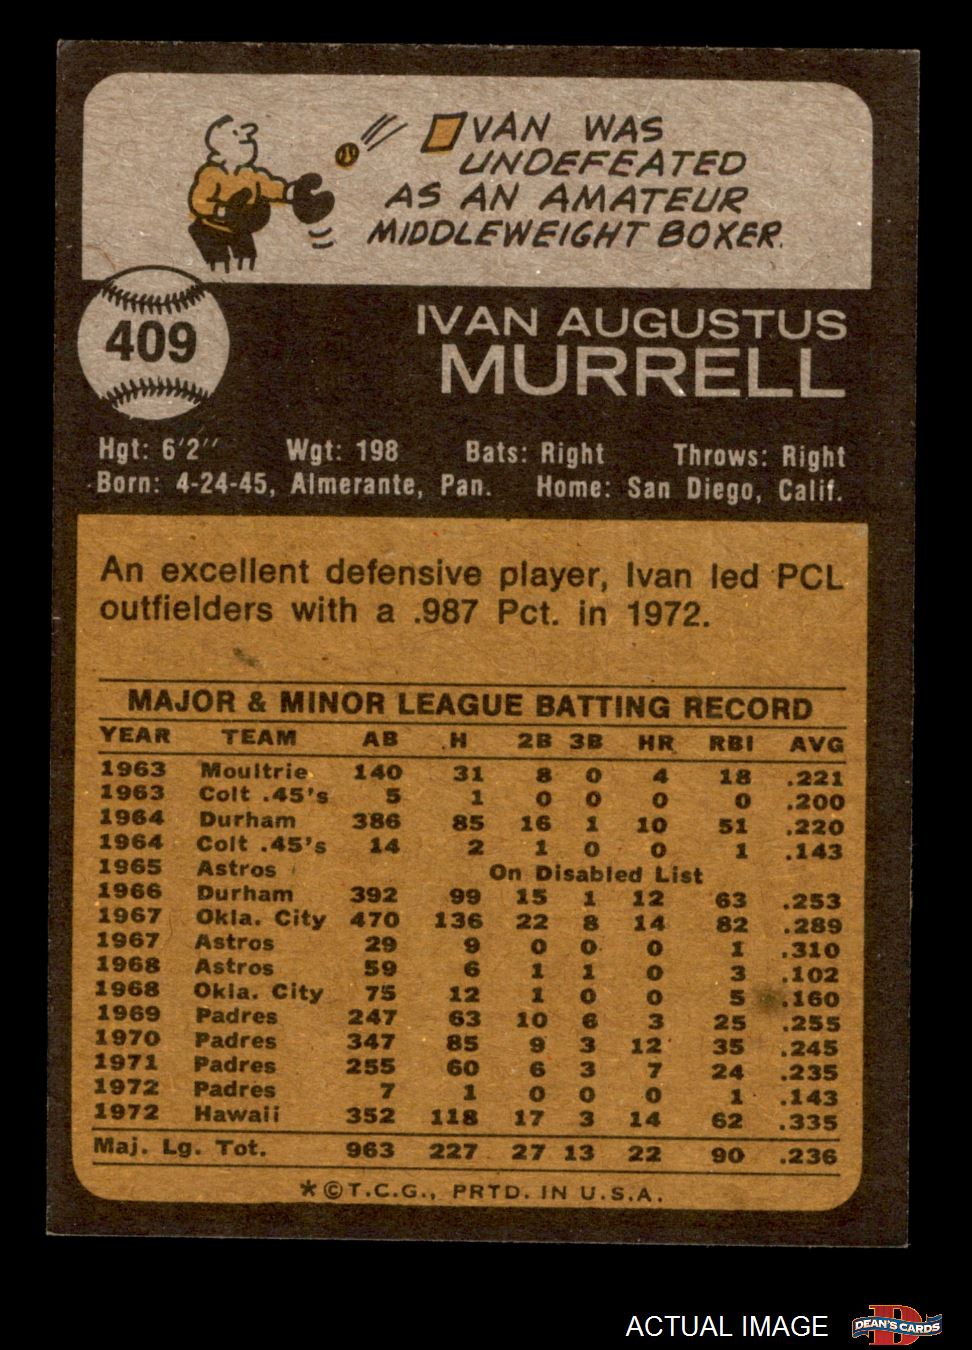 IVAN WAS
UNDEFEATED
AS AN AMATEUR
MIDDLEWEIGHT BOXER.
409
IVAN AUGUSTUS
MURRELL
Hgt: 6'2'' Wgt: 198 Bats: Right Throws: Right
Born: 4-24-45, Almerante, Pan. Home: San Diego, Calif.
An excellent defensive player, Ivan led PCL
outfielders with a .987 Pct. in 1972.
MAJOR & MINOR LEAGUE BATTING RECORD
YEAR TEAM AB H 2B 3B HR RBI AVG
1963 Moultrie 140 31 8 0 4 18 .221
1963 Colt .45's 5 1 0 0 0 0 .200
1964 Durham 386 85 16 1 10 51 .220
1964 Colt .45's 14 2 1 0 0 1 .143
1965 Astros On Disabled List
1966 Durham 392 99 15 1 12 63 .253
1967 Okla. City 470 136 22 8 14 82 .289
1967 Astros 29 9 0 0 0 1 .310
1968 Astros 59 6 1 1 0 3 .102
1968 Okla. City 75 12 1 0 0 5 .160
1969 Padres 247 63 10 6 3 25 .255
1970 Padres 347 85 9 3 12 35 .245
1971 Padres 255 60 6 3 7 24 .235
1972 Padres 7 1 0 0 0 1 .143
1972 Hawaii 352 118 17 3 14 62 .335
Maj. Lg. Tot. 963 227 27 13 22 90 .236
*©T.C.G., PRTD. IN U.S.A.
ACTUAL IMAGE
D
DEAN'S CARDS